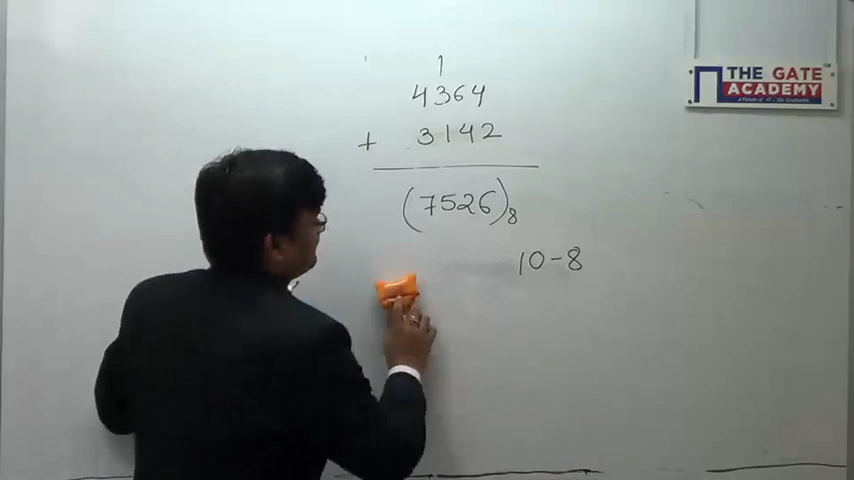 1
4364
+ 3142
(7526)8
10-8
THE GATE
ACADEMY